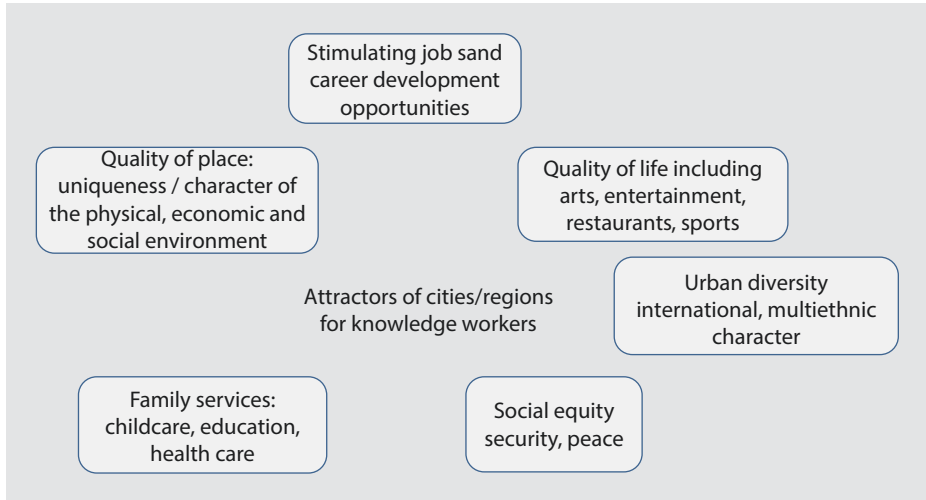 Stimulating job sand
career development
opportunities
Quality of place:
uniqueness / character of
the physical, economic and
social environment
Quality of life including
arts, entertainment,
restaurants, sports
Urban diversity
international, multiethnic
character
Attractors of cities/regions
for knowledge workers
Family services:
childcare, education,
health care
Social equity
security, peace